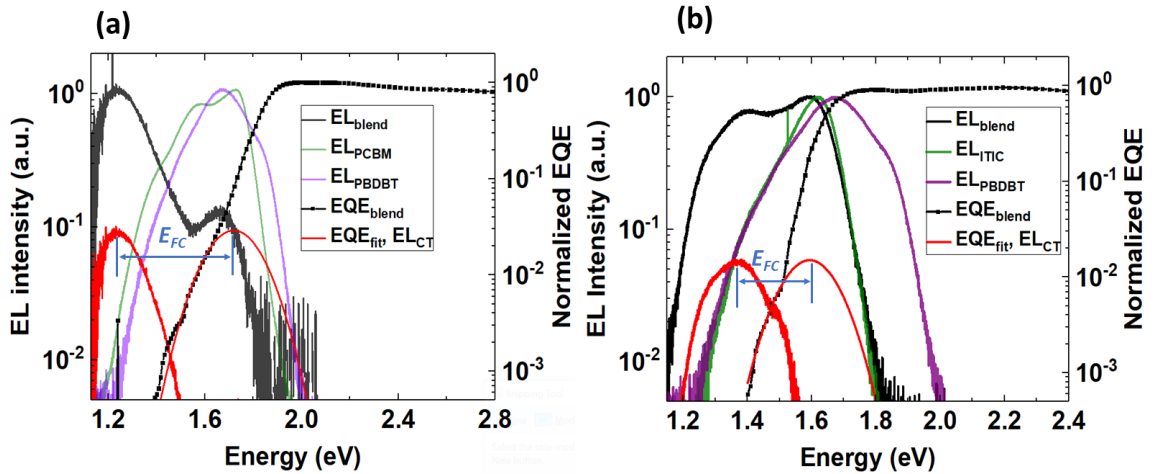 (a)
EL intensity (a.u.)
10⁰
10⁻¹
10⁻²
1.2 1.6 2.0 2.4 2.8
Energy (eV)
10⁰
10⁻¹
10⁻²
10⁻³
Normalized EQE
EL_blend
EL_PCBM
EL_PBDBT
EQE_blend
EQE_fit, EL_CT
E_FC
(b)
EL Intensity (a.u.)
10⁰
10⁻¹
10⁻²
1.2 1.4 1.6 1.8 2.0 2.2 2.4
Energy (eV)
10⁰
10⁻¹
10⁻²
10⁻³
Normalized EQE
EL_blend
EL_ITIC
EL_PBDBT
EQE_blend
EQE_fit, EL_CT
E_FC